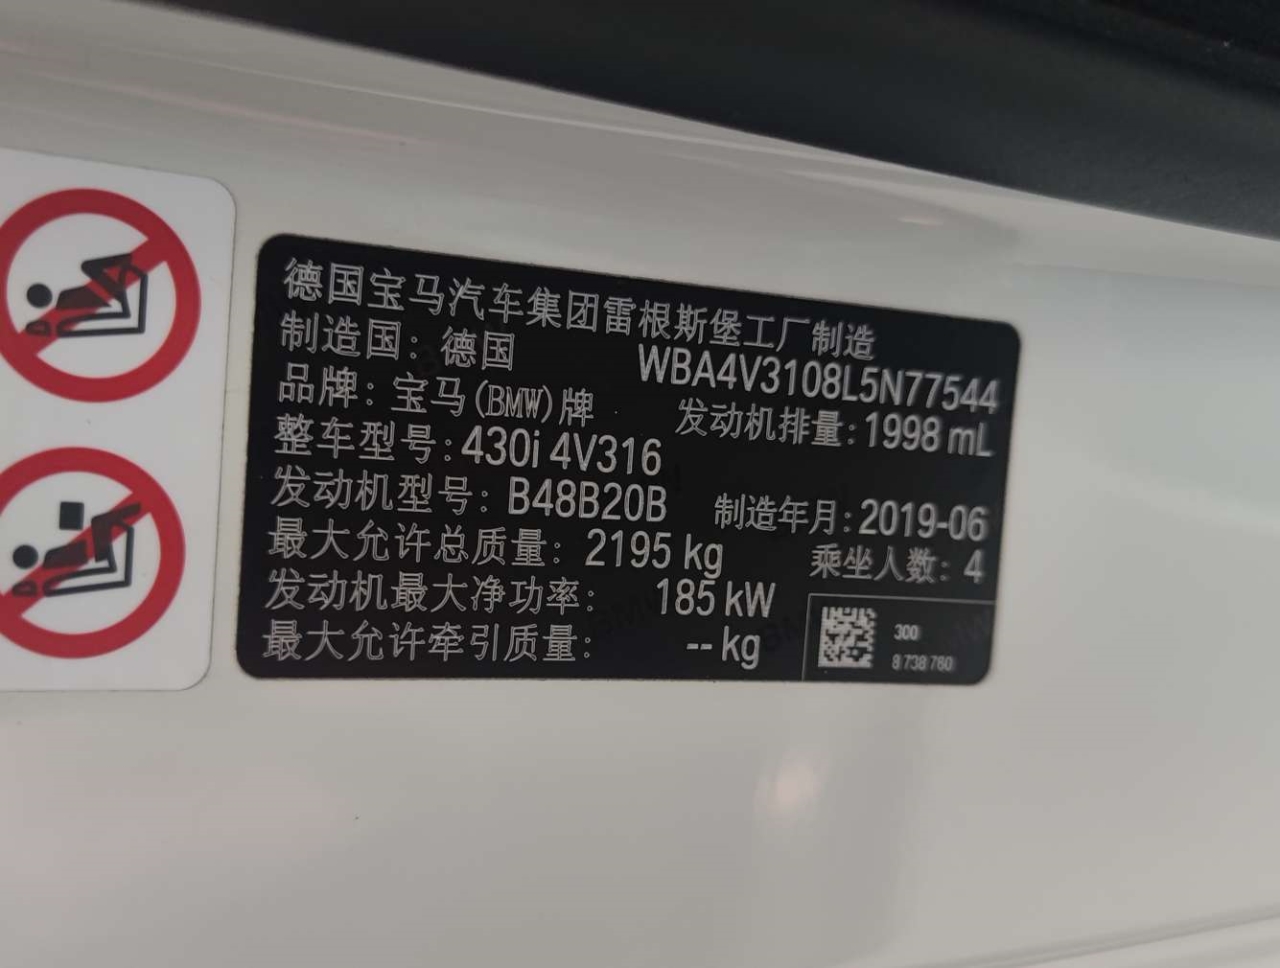 德国宝马汽车集团雷根斯堡工厂制造
制造国：德国 WBA4V3108L5N77544
品牌：宝马(BMW)牌 发动机排量：1998 mL
整车型号：430i 4V316
发动机型号：B48B20B 制造年月：2019-06
最大允许总质量：2195 kg 乘坐人数：4
发动机最大净功率：185 kW
最大允许牵引质量：-- kg
300
8 738 760